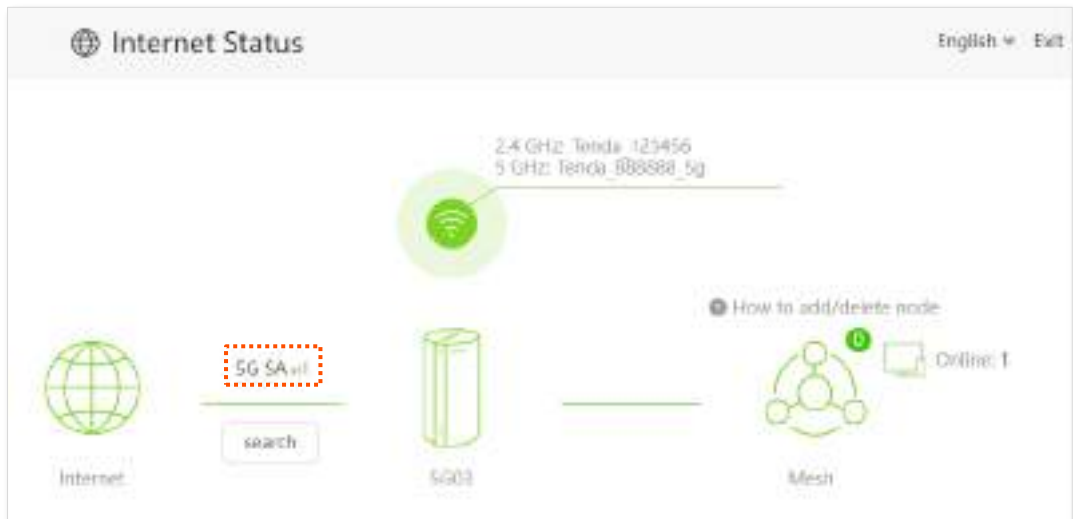 Internet Status
English Exit
2.4 GHz: Tenda_123456
5 GHz: Tenda_888888_5g
How to add/delete node
0
5G SA
Online: 1
search
Internet
5G03
Mesh